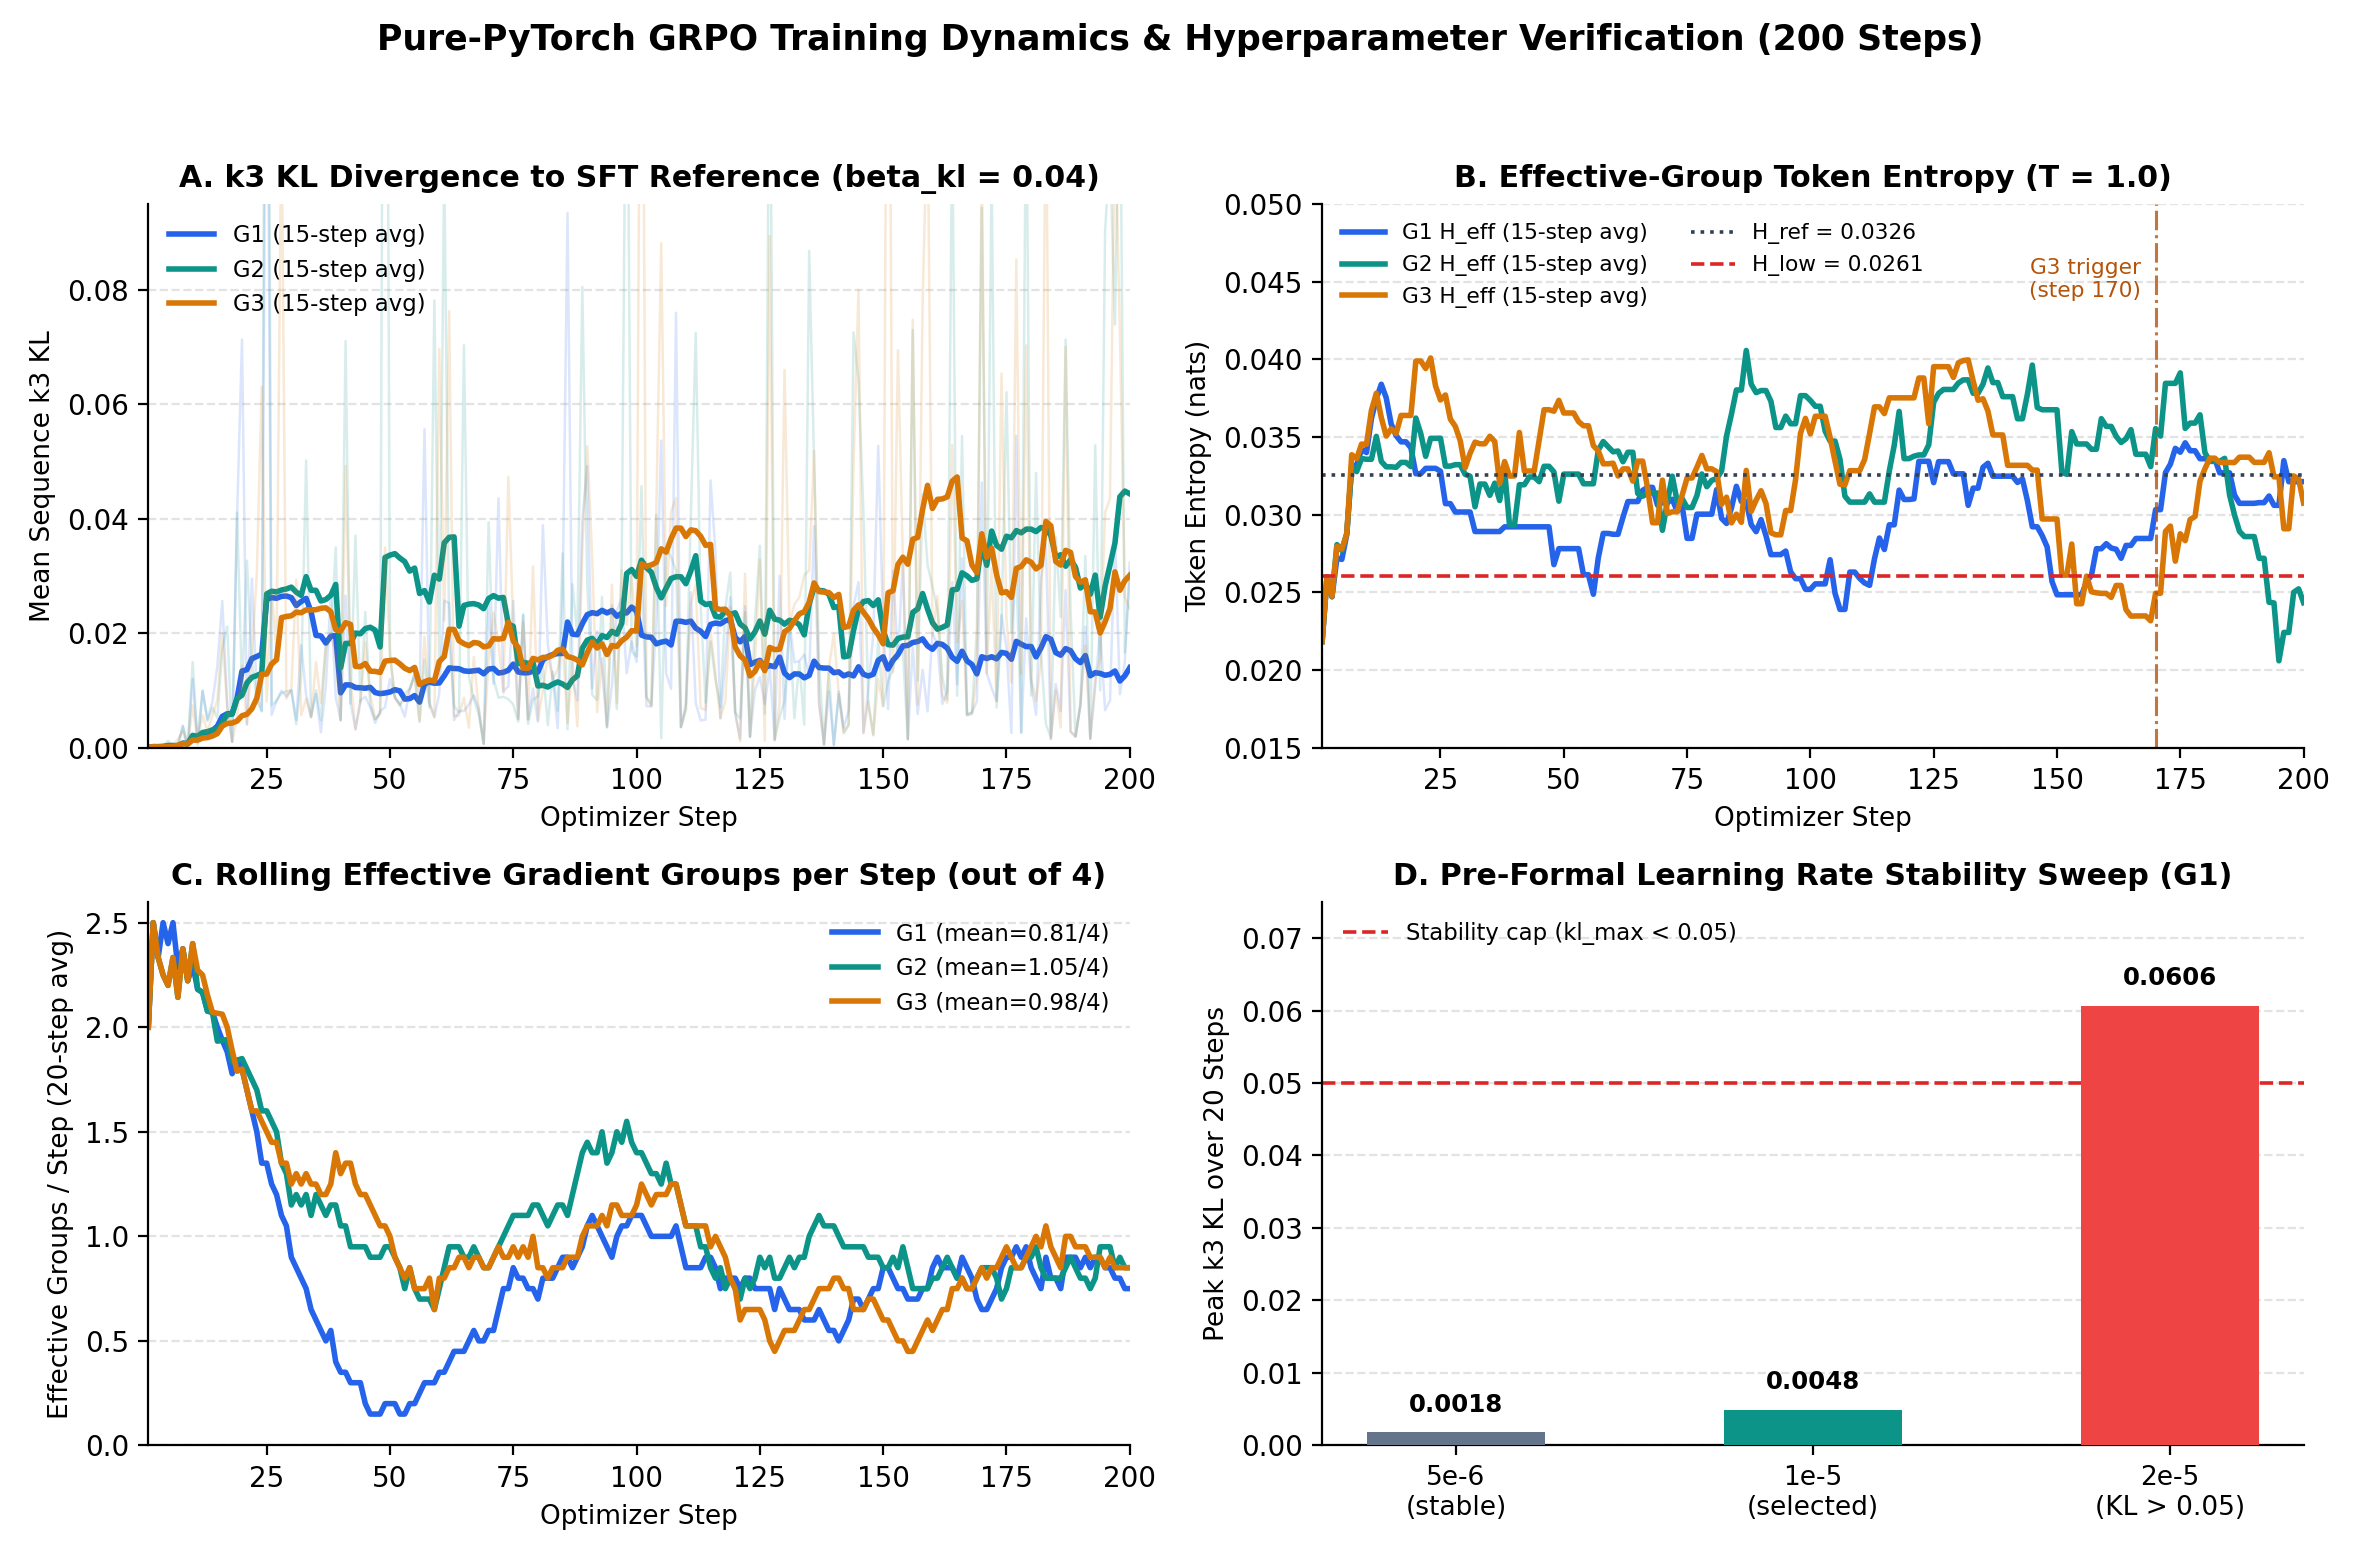 Pure-PyTorch GRPO Training Dynamics & Hyperparameter Verification (200 Steps)
A. k3 KL Divergence to SFT Reference (beta_kl = 0.04)
G1 (15-step avg)
G2 (15-step avg)
G3 (15-step avg)
Mean Sequence k3 KL
0.08
0.06
0.04
0.02
0.00
25 50 75 100 125 150 175 200
Optimizer Step
B. Effective-Group Token Entropy (T = 1.0)
G1 H_eff (15-step avg)
G2 H_eff (15-step avg)
G3 H_eff (15-step avg)
H_ref = 0.0326
H_low = 0.0261
G3 trigger
(step 170)
Token Entropy (nats)
0.050
0.045
0.040
0.035
0.030
0.025
0.020
0.015
25 50 75 100 125 150 175 200
Optimizer Step
C. Rolling Effective Gradient Groups per Step (out of 4)
G1 (mean=0.81/4)
G2 (mean=1.05/4)
G3 (mean=0.98/4)
Effective Groups / Step (20-step avg)
2.5
2.0
1.5
1.0
0.5
0.0
25 50 75 100 125 150 175 200
Optimizer Step
D. Pre-Formal Learning Rate Stability Sweep (G1)
Stability cap (kl_max < 0.05)
Peak k3 KL over 20 Steps
0.07
0.06
0.05
0.04
0.03
0.02
0.01
0.00
0.0018
0.0048
0.0606
5e-6
(stable)
1e-5
(selected)
2e-5
(KL > 0.05)